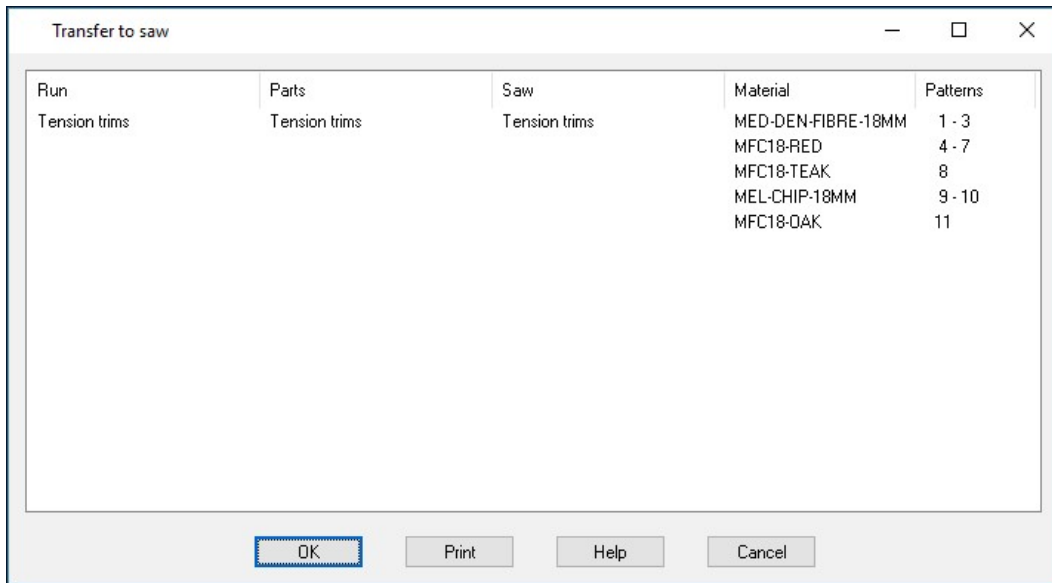 Transfer to saw
Run Parts Saw Material Patterns
Tension trims Tension trims Tension trims MED-DEN-FIBRE-18MM 1 - 3
MFC18-RED 4 - 7
MFC18-TEAK 8
MEL-CHIP-18MM 9 - 10
MFC18-OAK 11
OK Print Help Cancel